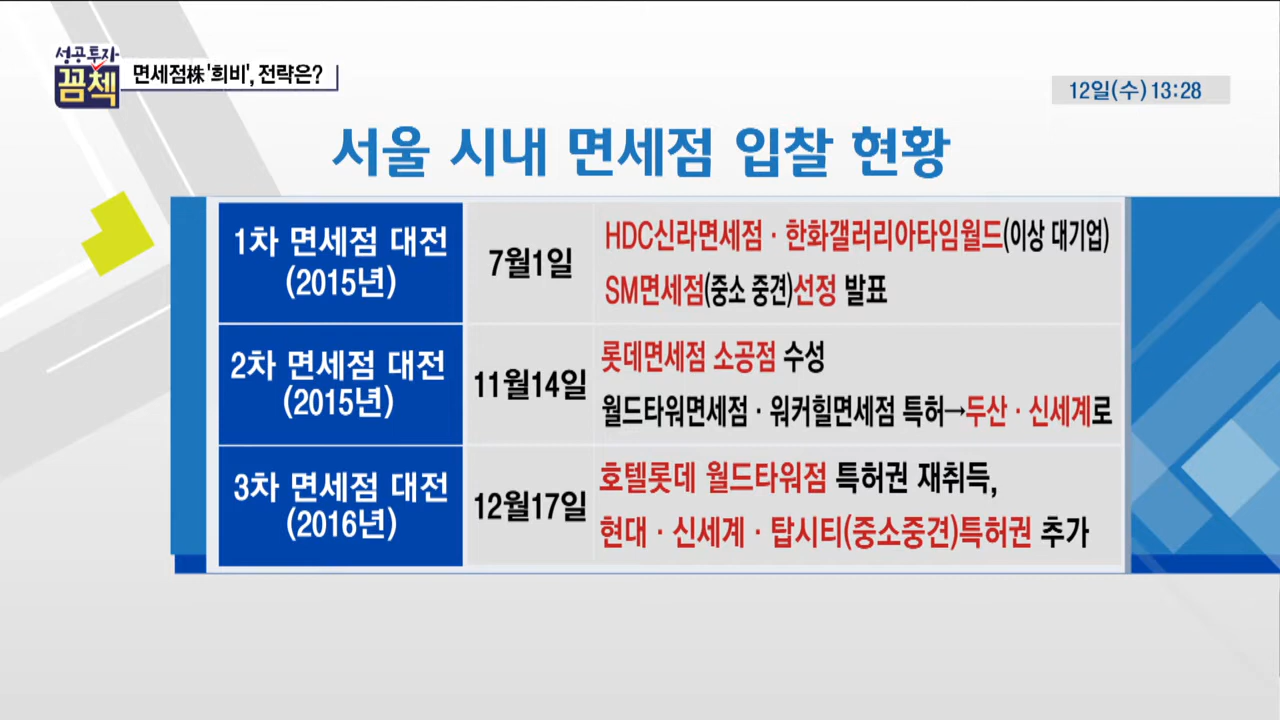 성공투자
꼼첵
면세점株 '희비', 전략은?
12일(수) 13:28
서울 시내 면세점 입찰 현황
1차 면세점 대전
(2015년)
7월1일
HDC신라면세점·한화갤러리아타임월드(이상 대기업)
SM면세점(중소 중견)선정 발표
2차 면세점 대전
(2015년)
11월14일
롯데면세점 소공점 수성
월드타워면세점·워커힐면세점 특허→두산·신세계로
3차 면세점 대전
(2016년)
12월17일
호텔롯데 월드타워점 특허권 재취득,
현대·신세계·탑시티(중소중견)특허권 추가